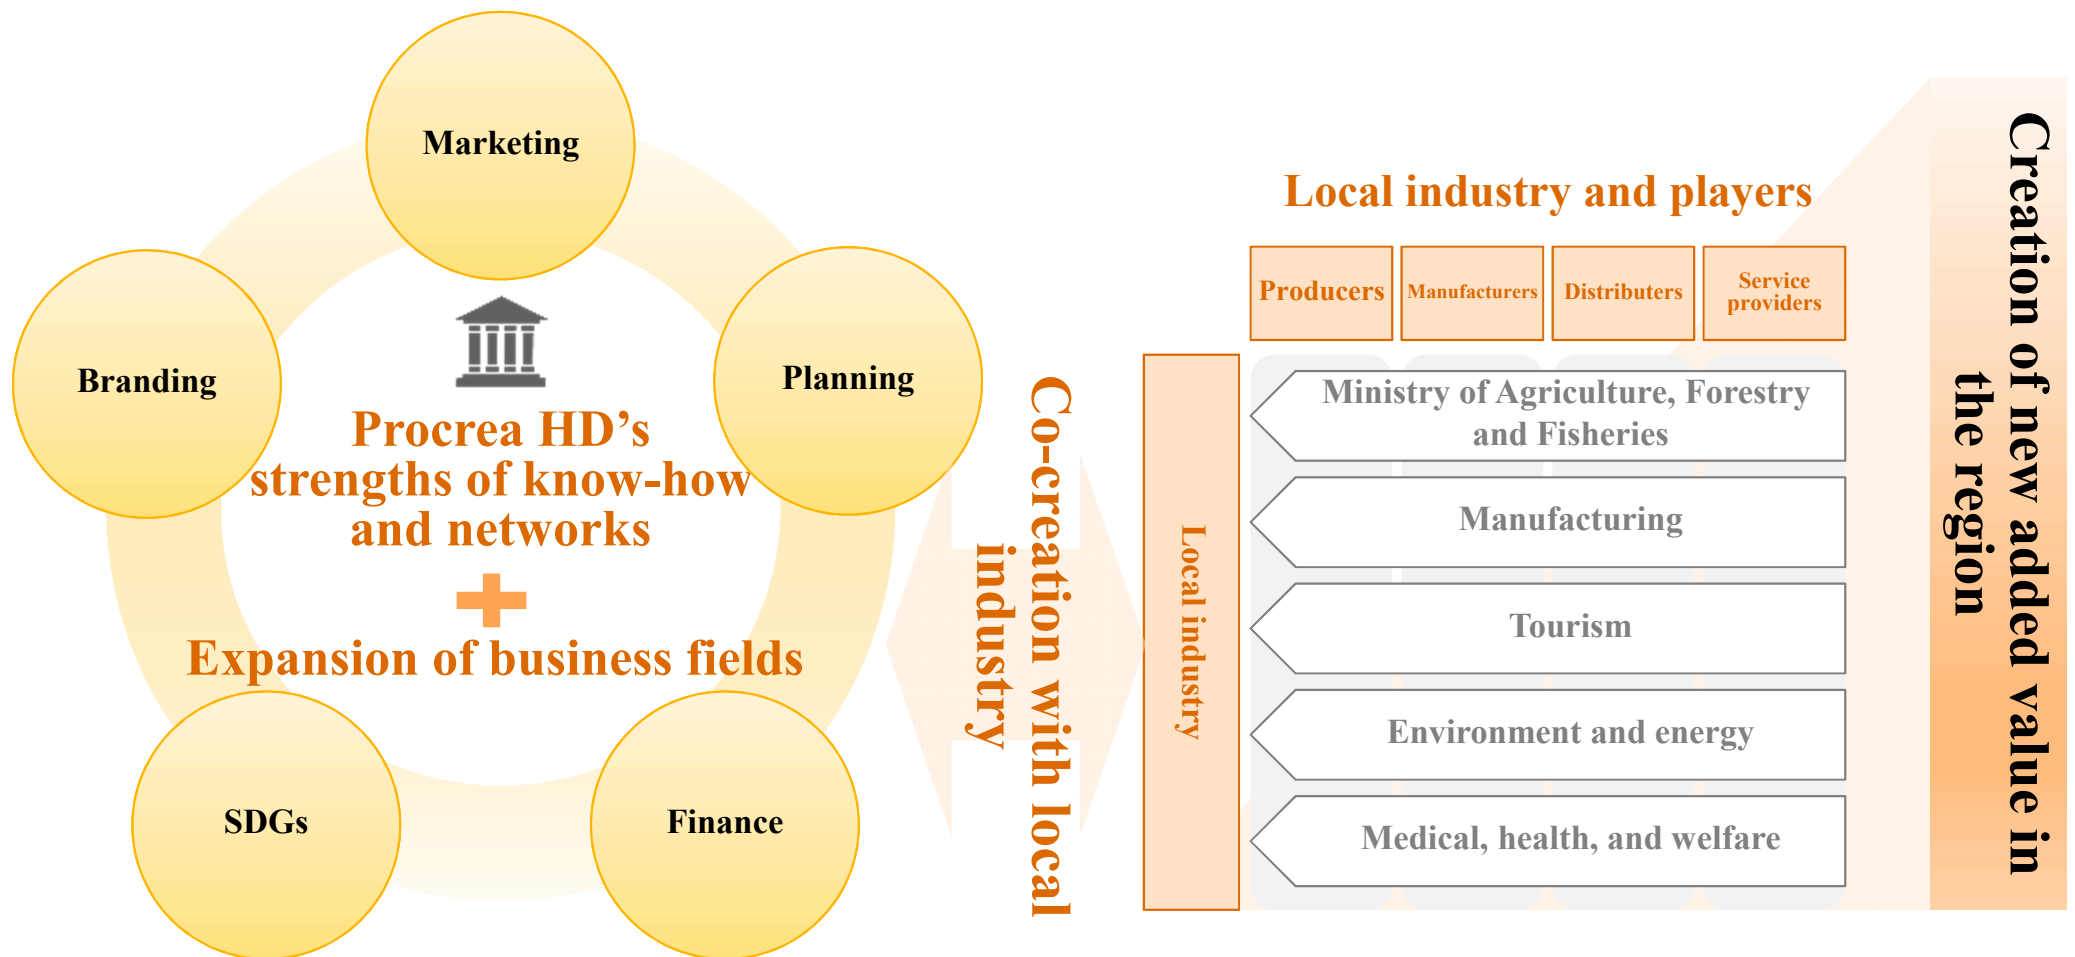 Marketing
Branding
Planning
Procrea HD’s
strengths of know-how
and networks
Expansion of business fields
SDGs
Finance
Co-creation with local
industry
Local industry and players
Producers
Manufacturers
Distributers
Service
providers
Local industry
Ministry of Agriculture, Forestry
and Fisheries
Manufacturing
Tourism
Environment and energy
Medical, health, and welfare
Creation of new added value in
the region